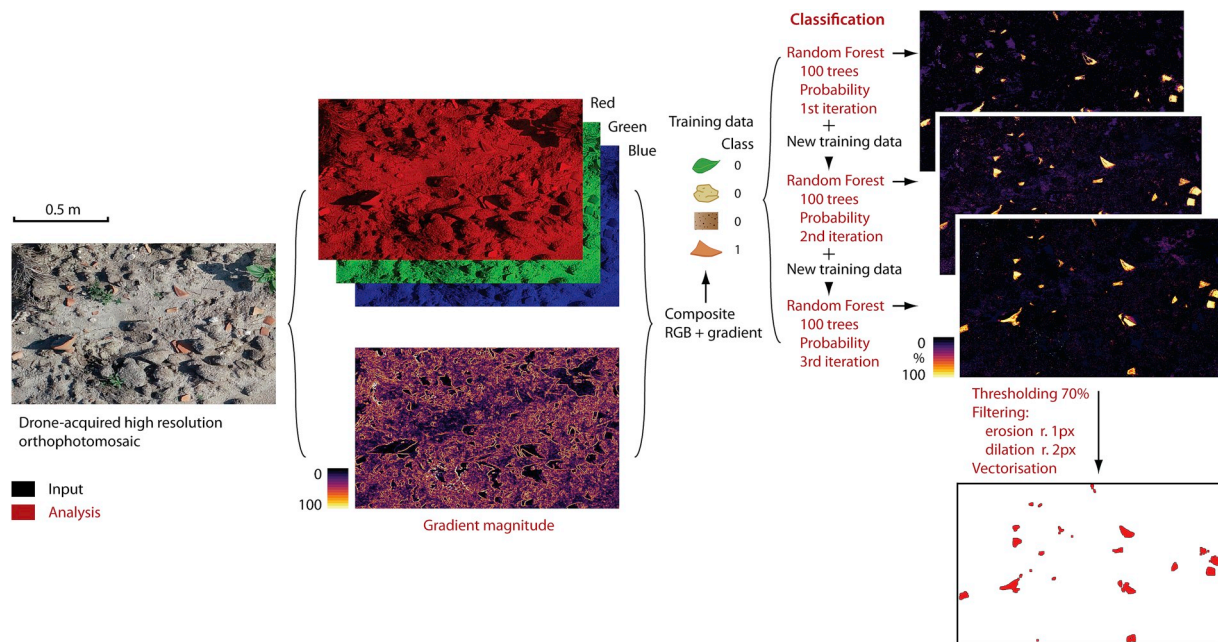 0.5 m
Drone-acquired high resolution
orthophotomosaic
Input
Analysis
Red
Green
Blue
0
100
Gradient magnitude
Training data
Class
0
0
0
1
Composite
RGB + gradient
Classification
Random Forest
100 trees
Probability
1st iteration
+
New training data
Random Forest
100 trees
Probability
2nd iteration
+
New training data
Random Forest
100 trees
Probability
3rd iteration
0
%
100
Thresholding 70%
Filtering:
erosion r. 1px
dilation r. 2px
Vectorisation